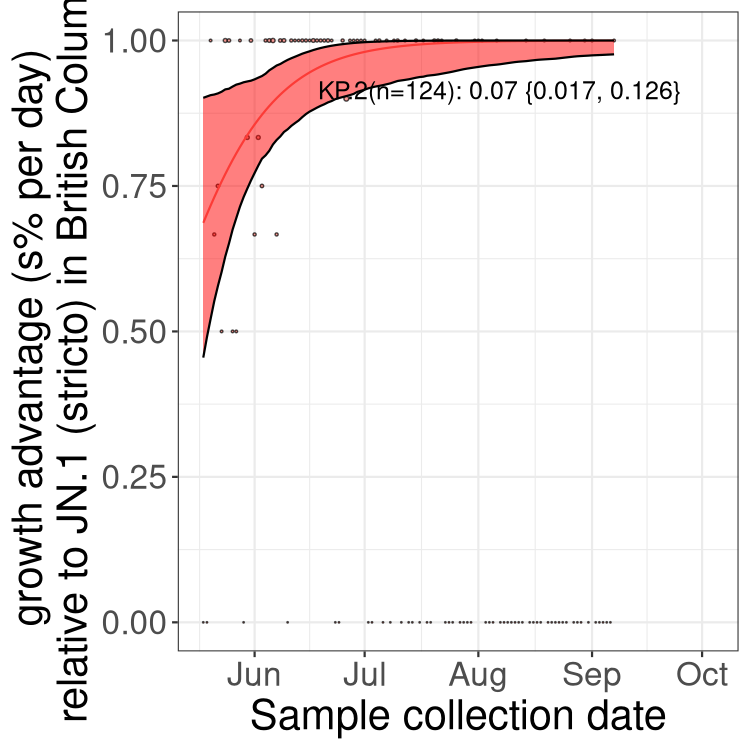 growth advantage (s% per day)
relative to JN.1 (stricto) in British Colum
1.00
0.75
0.50
0.25
0.00
KP.2(n=124): 0.07 {0.017, 0.126}
Jun Jul Aug Sep Oct
Sample collection date